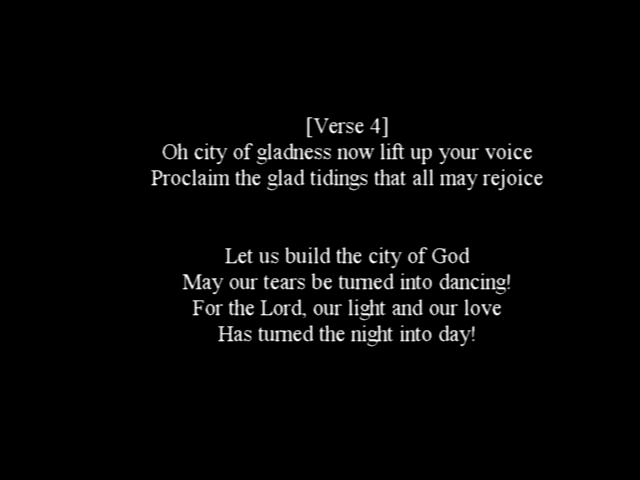 [Verse 4]
Oh city of gladness now lift up your voice
Proclaim the glad tidings that all may rejoice
Let us build the city of God
May our tears be turned into dancing!
For the Lord, our light and our love
Has turned the night into day!